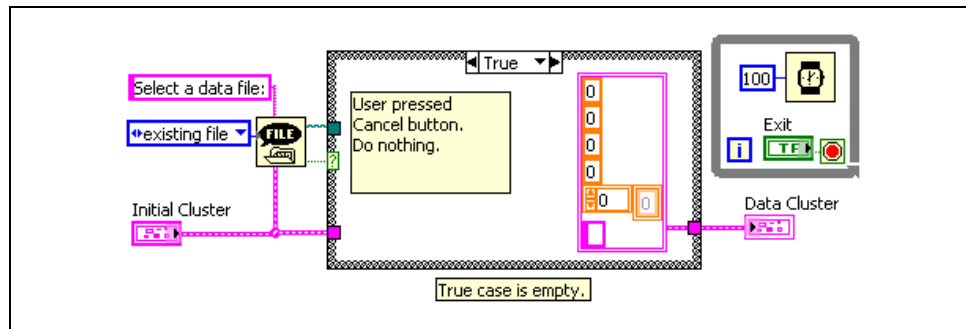 True
Select a data file:
existing file
FILE
?
User pressed
Cancel button.
Do nothing.
0
0
0
0
0
0
100
Exit
i
TF
Initial Cluster
Data Cluster
True case is empty.